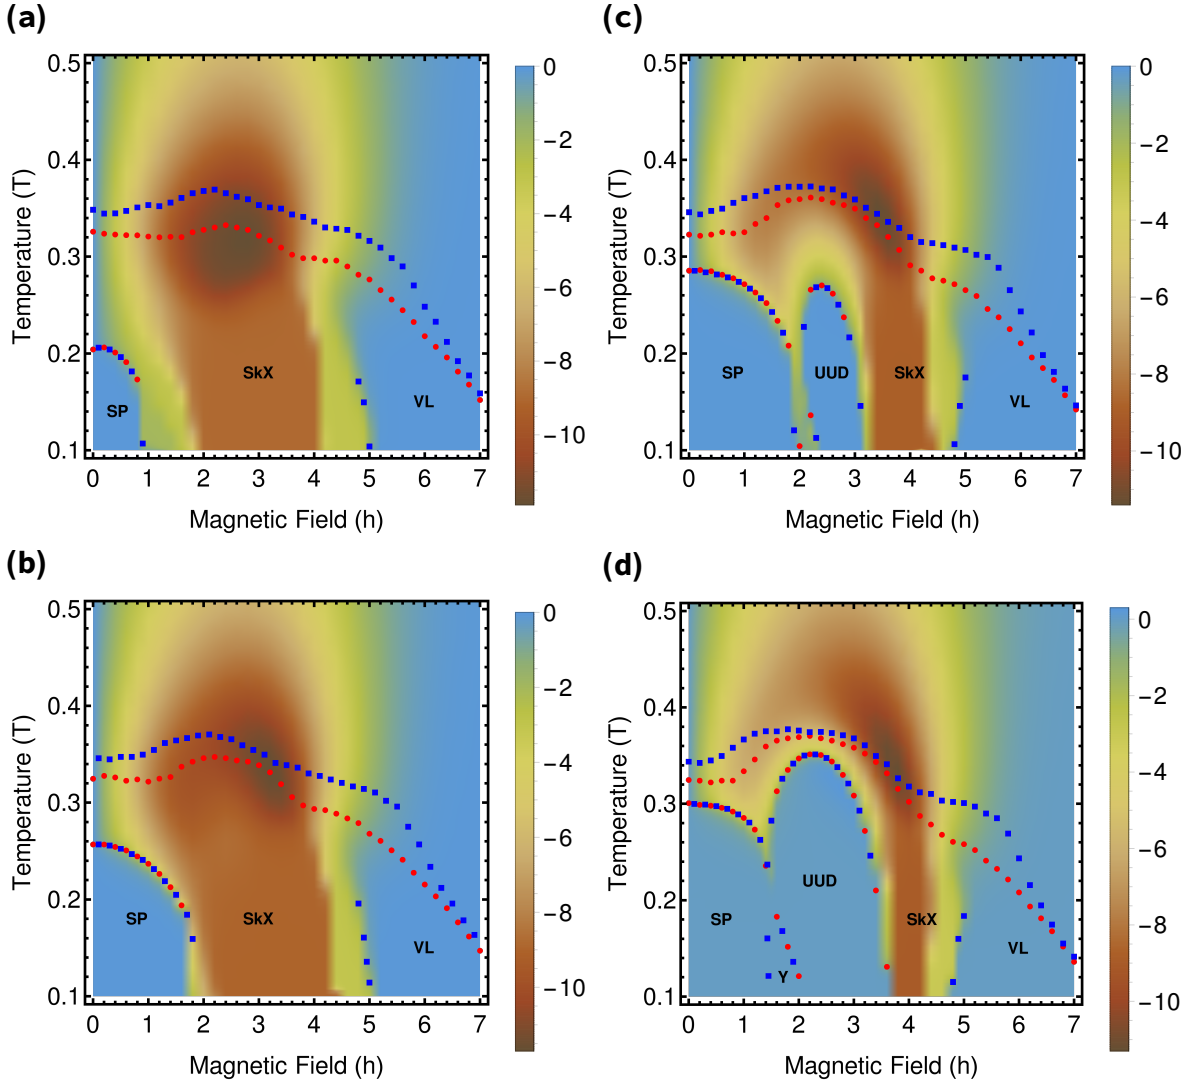 (a)
0.5
0.4
0.3
0.2
0.1
Temperature (T)
SP
SkX
VL
0 1 2 3 4 5 6 7
Magnetic Field (h)
0
−2
−4
−6
−8
−10
(c)
0.5
0.4
0.3
0.2
0.1
Temperature (T)
SP
UUD
SkX
VL
0 1 2 3 4 5 6 7
Magnetic Field (h)
0
−2
−4
−6
−8
−10
(b)
0.5
0.4
0.3
0.2
0.1
Temperature (T)
SP
SkX
VL
0 1 2 3 4 5 6 7
Magnetic Field (h)
0
−2
−4
−6
−8
−10
(d)
0.5
0.4
0.3
0.2
0.1
Temperature (T)
UUD
SP
SkX
VL
Y
0 1 2 3 4 5 6 7
Magnetic Field (h)
0
−2
−4
−6
−8
−10